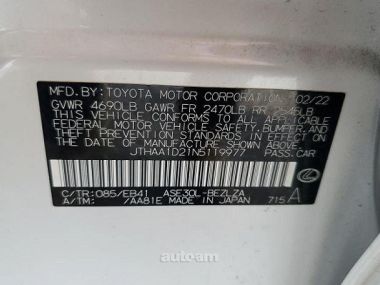 MFD.BY: TOYOTA MOTOR CORPORATION 02/22
GVWR 4690LB GAWR FR 2470LB RR 2645LB
THIS VEHICLE CONFORMS TO ALL APPLICABLE
FEDERAL MOTOR VEHICLE SAFETY, BUMPER, AND
THEFT PREVENTION STANDARDS IN EFFECT ON
THE DATE OF MANUFACTURE SHOWN ABOVE.
JTHAA1D21N5119977 PASS. CAR
C/TR: 085/EB41 ASE30L-BEZLZA
A/TM: -/AA81E MADE IN JAPAN 715 A
autoam